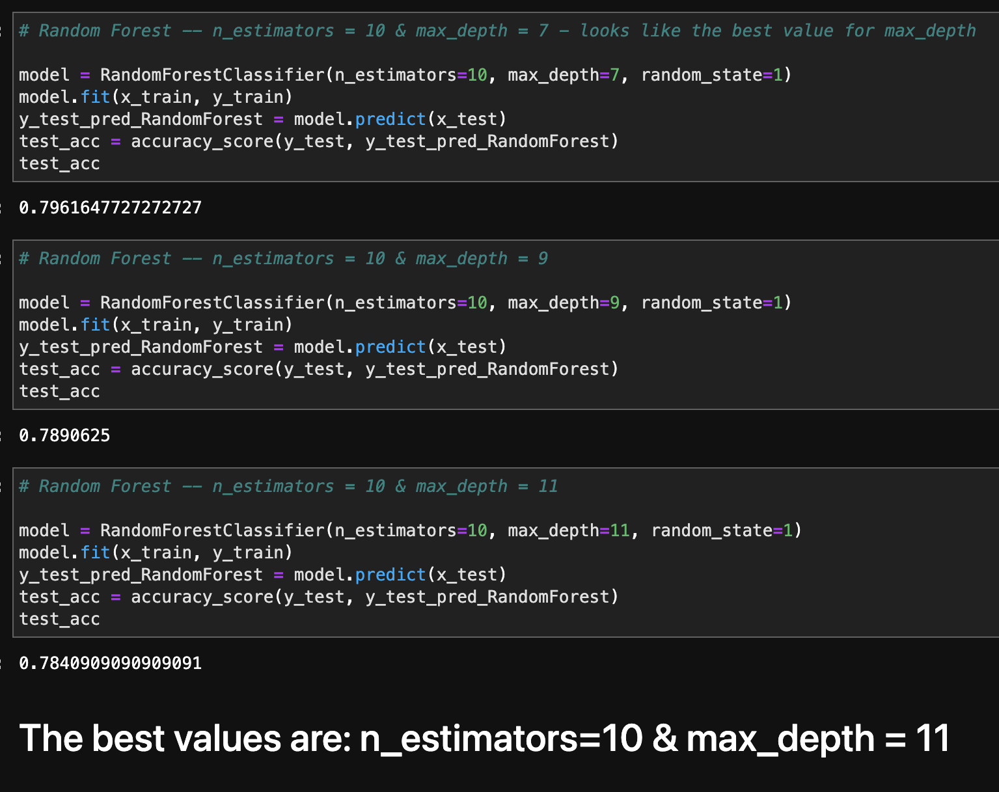 # Random Forest -- n_estimators = 10 & max_depth = 7 - looks like the best value for max_depth
model = RandomForestClassifier(n_estimators=10, max_depth=7, random_state=1)
model.fit(x_train, y_train)
y_test_pred_RandomForest = model.predict(x_test)
test_acc = accuracy_score(y_test, y_test_pred_RandomForest)
test_acc
0.7961647727272727
# Random Forest -- n_estimators = 10 & max_depth = 9
model = RandomForestClassifier(n_estimators=10, max_depth=9, random_state=1)
model.fit(x_train, y_train)
y_test_pred_RandomForest = model.predict(x_test)
test_acc = accuracy_score(y_test, y_test_pred_RandomForest)
test_acc
0.7890625
# Random Forest -- n_estimators = 10 & max_depth = 11
model = RandomForestClassifier(n_estimators=10, max_depth=11, random_state=1)
model.fit(x_train, y_train)
y_test_pred_RandomForest = model.predict(x_test)
test_acc = accuracy_score(y_test, y_test_pred_RandomForest)
test_acc
0.7840909090909091
The best values are: n_estimators=10 & max_depth = 11